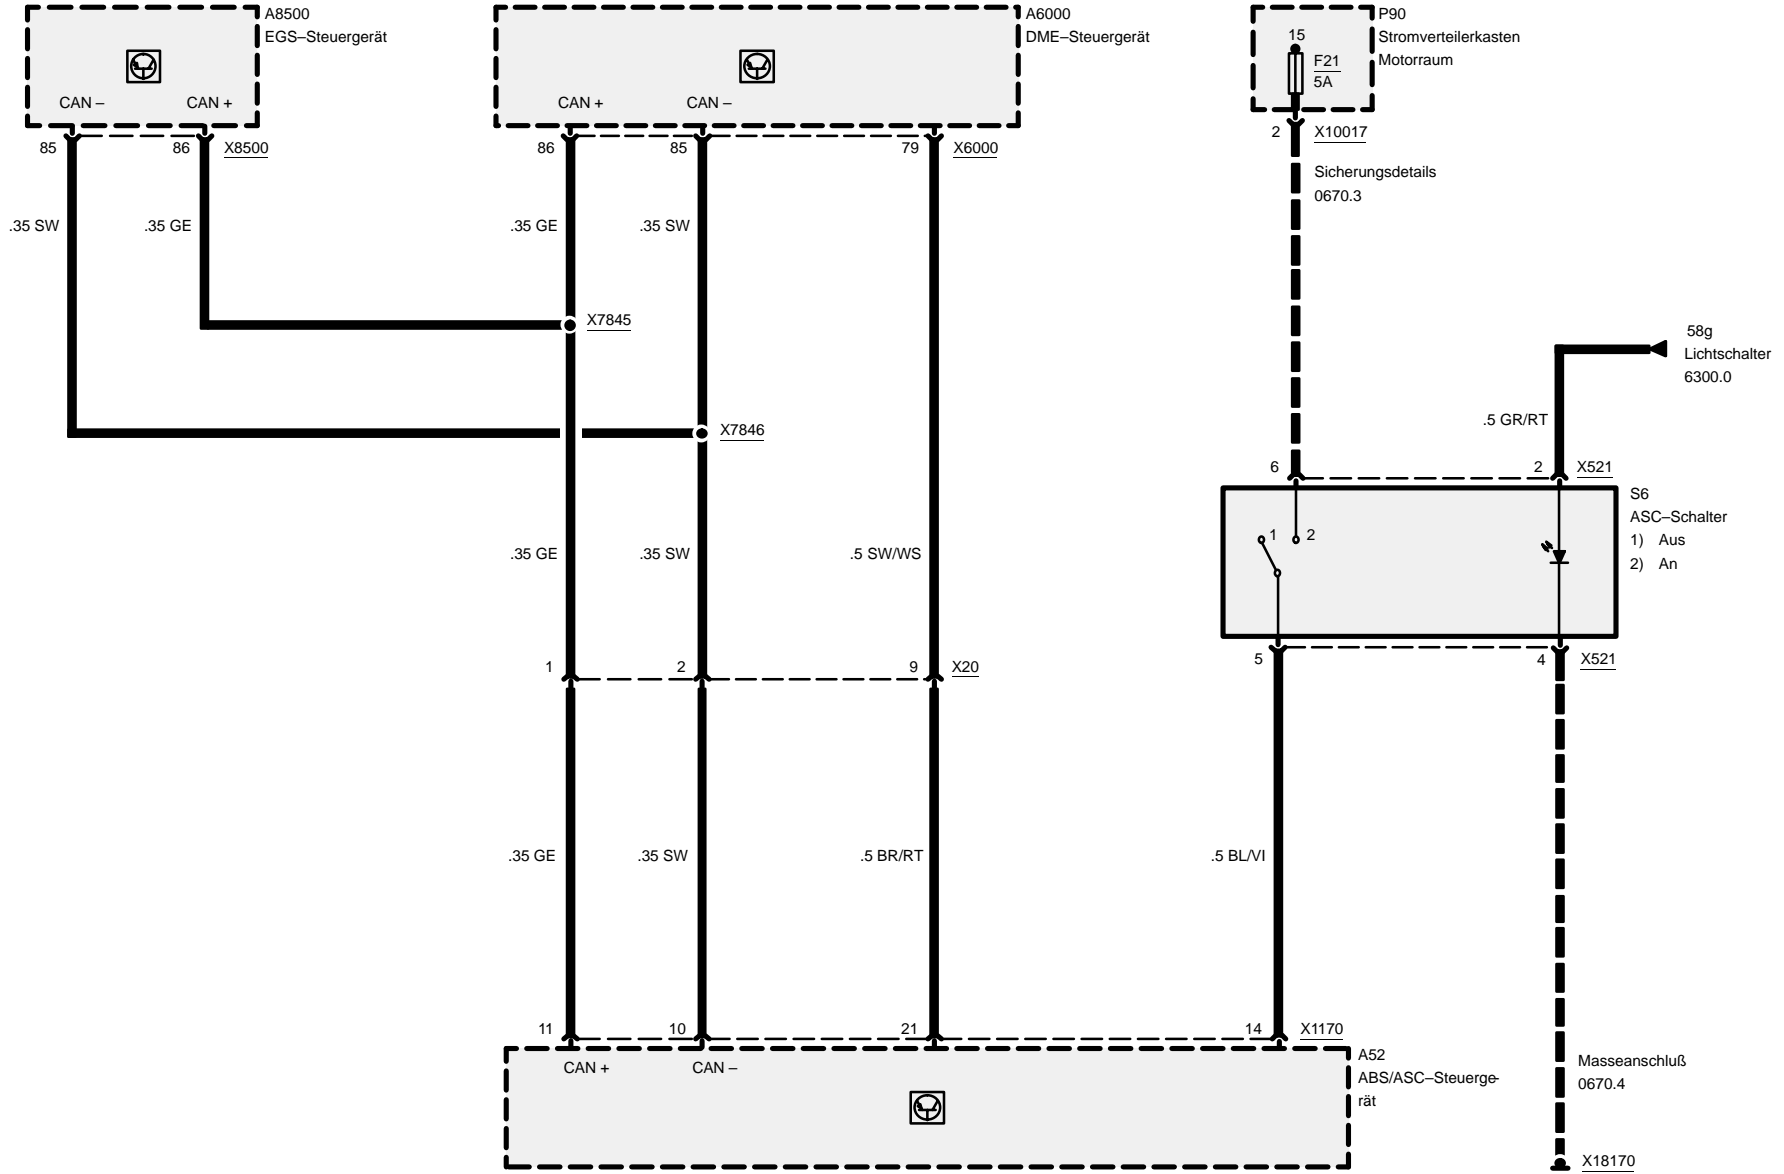 A8500
EGS–Steuergerät
CAN –
CAN +
85
86
X8500
.35 SW
.35 GE
A6000
DME–Steuergerät
CAN +
CAN –
86
85
79
X6000
.35 GE
.35 SW
P90
Stromverteilerkasten
Motorraum
15
F21
5A
2
X10017
Sicherungsdetails
0670.3
X7845
X7846
58g
Lichtschalter
6300.0
.5 GR/RT
6
2
X521
S6
ASC–Schalter
1) Aus
2) An
1
2
.35 GE
.35 SW
.5 SW/WS
1
2
9
X20
5
4
X521
.35 GE
.35 SW
.5 BR/RT
.5 BL/VI
11
10
21
14
X1170
CAN +
CAN –
A52
ABS/ASC–Steuerge-
rät
Masseanschluß
0670.4
X18170